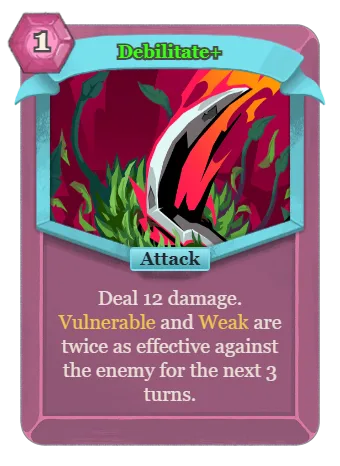 1
Debilitate+
Attack
Deal 12 damage.
Vulnerable and Weak are
twice as effective against
the enemy for the next 3
turns.